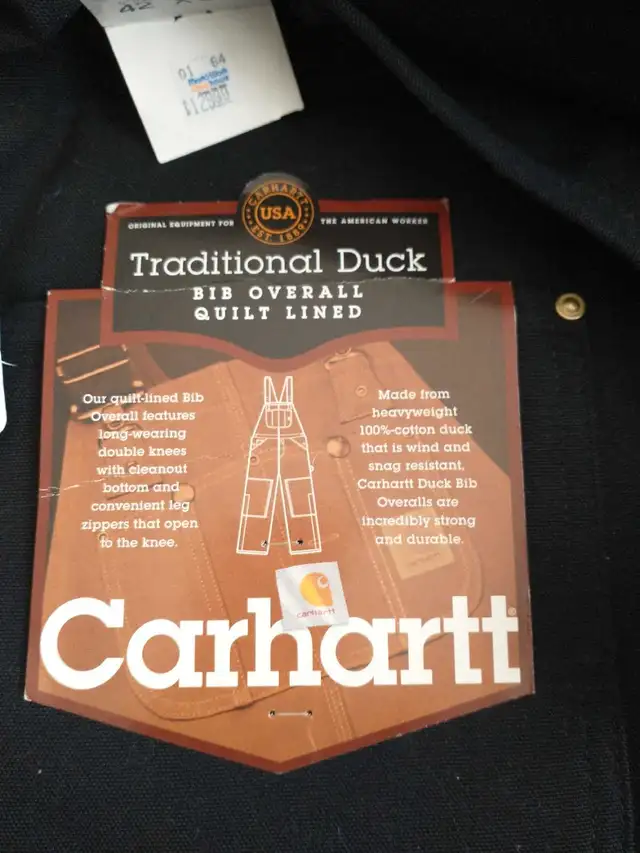 42 X
01 64
CARHARTT
USA
EST. 1889
ORIGINAL EQUIPMENT FOR THE AMERICAN WORKER
Traditional Duck
BIB OVERALL
QUILT LINED
Our quilt-lined Bib
Overall features
long-wearing
double knees
with cleanout
bottom and
convenient leg
zippers that open
to the knee.
Made from
heavyweight
100%-cotton duck
that is wind and
snag resistant,
Carhartt Duck Bib
Overalls are
incredibly strong
and durable.
carhartt
Carhartt®